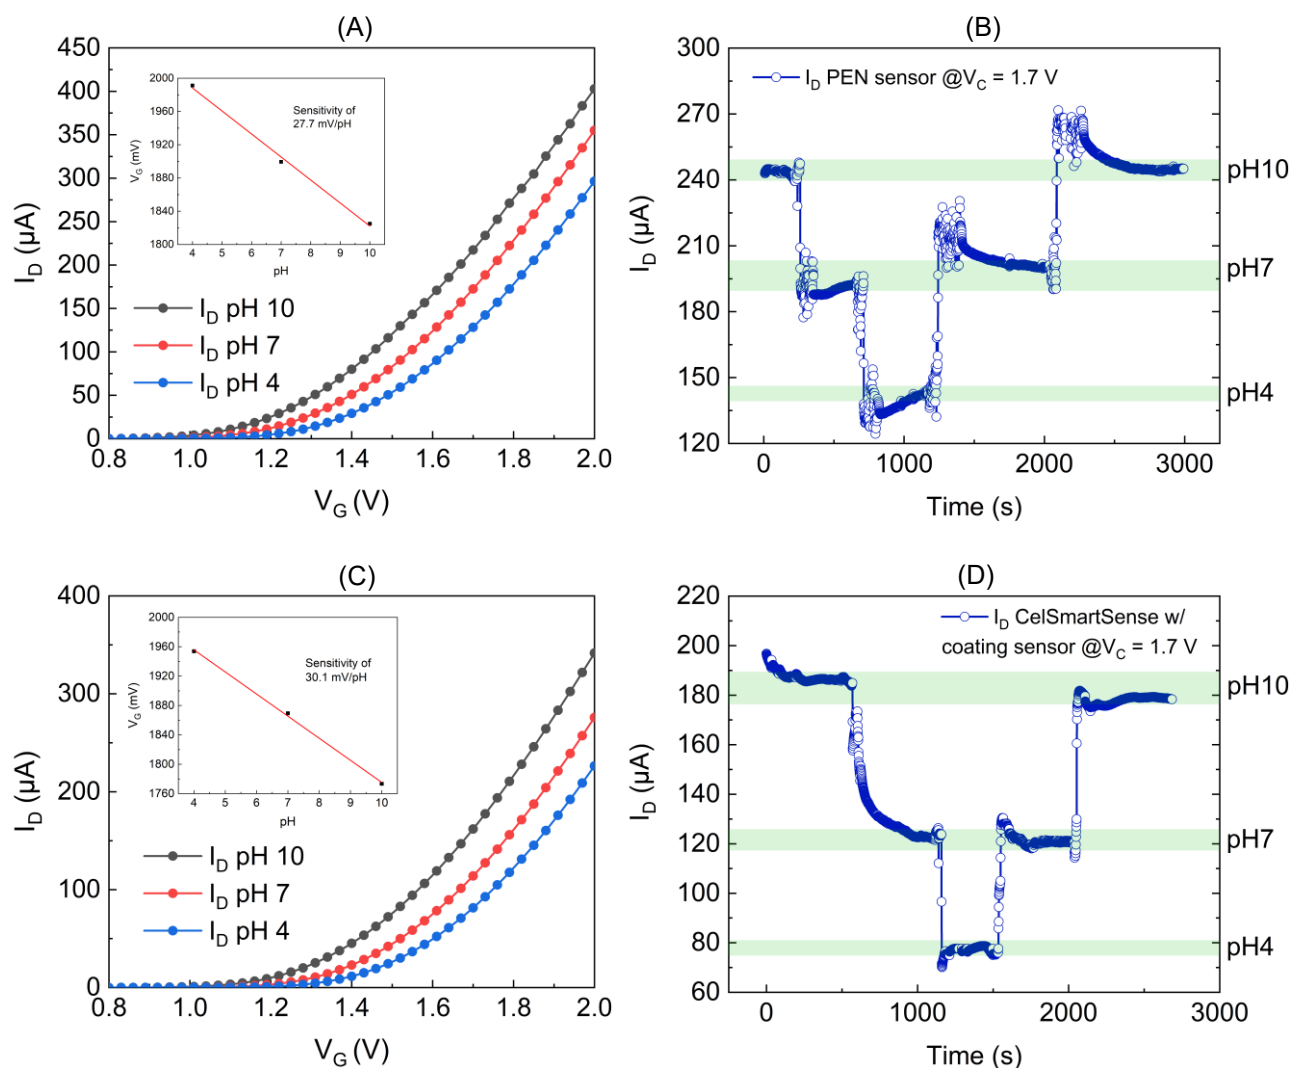 (A)
450
400
350
300
250
200
150
100
50
0
I_D (µA)
0.8 1.0 1.2 1.4 1.6 1.8 2.0
V_G (V)
2000
1960
1920
1880
1840
1800
V_G (mV)
4 5 6 7 8 9 10
pH
Sensitivity of
27.7 mV/pH
I_D pH 10
I_D pH 7
I_D pH 4
(B)
300
270
240
210
180
150
120
I_D (µA)
0 1000 2000 3000
Time (s)
I_D PEN sensor @V_C = 1.7 V
pH10
pH7
pH4
(C)
400
300
200
100
0
I_D (µA)
0.8 1.0 1.2 1.4 1.6 1.8 2.0
V_G (V)
2000
1960
1920
1880
1840
1800
1760
V_G (mV)
4 5 6 7 8 9 10
pH
Sensitivity of
30.1 mV/pH
I_D pH 10
I_D pH 7
I_D pH 4
(D)
220
200
180
160
140
120
100
80
60
I_D (µA)
0 1000 2000 3000
Time (s)
I_D CelSmartSense w/
coating sensor @V_C = 1.7 V
pH10
pH7
pH4